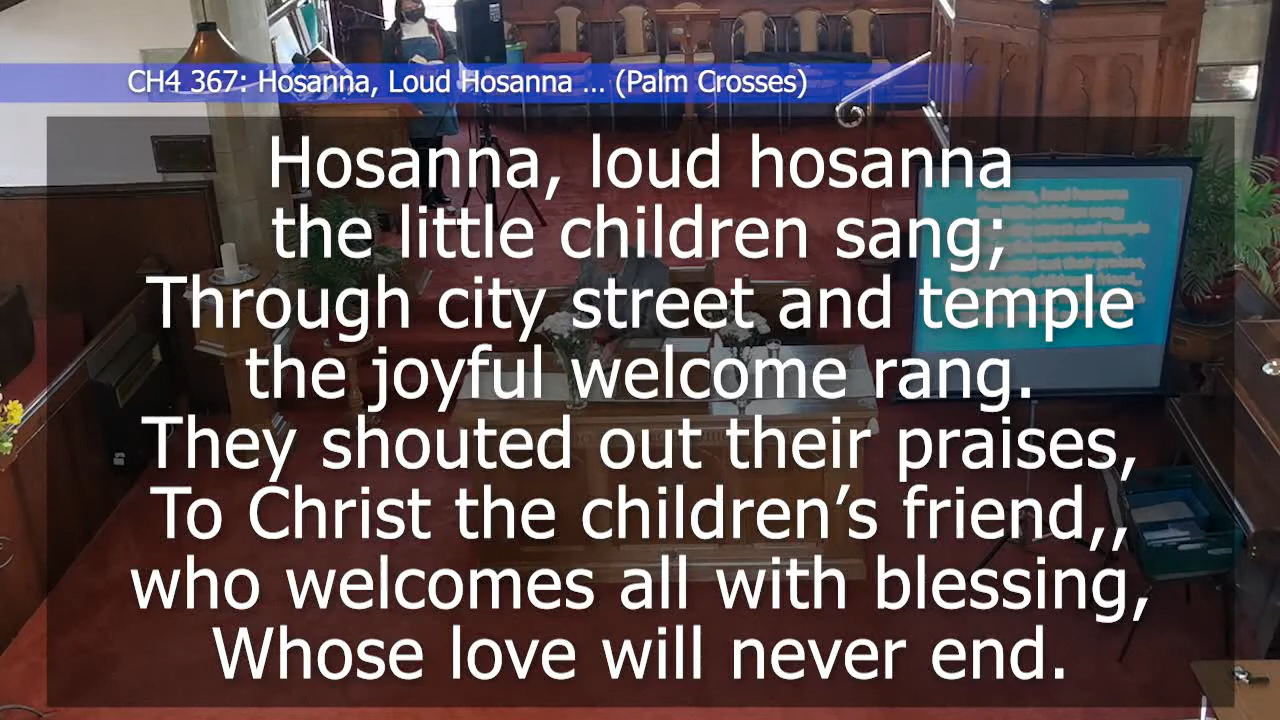 CH4 367: Hosanna, Loud Hosanna ... (Palm Crosses)
Hosanna, loud hosanna
the little children sang;
Through city street and temple
the joyful welcome rang.
They shouted out their praises,
To Christ the children’s friend,,
who welcomes all with blessing,
Whose love will never end.